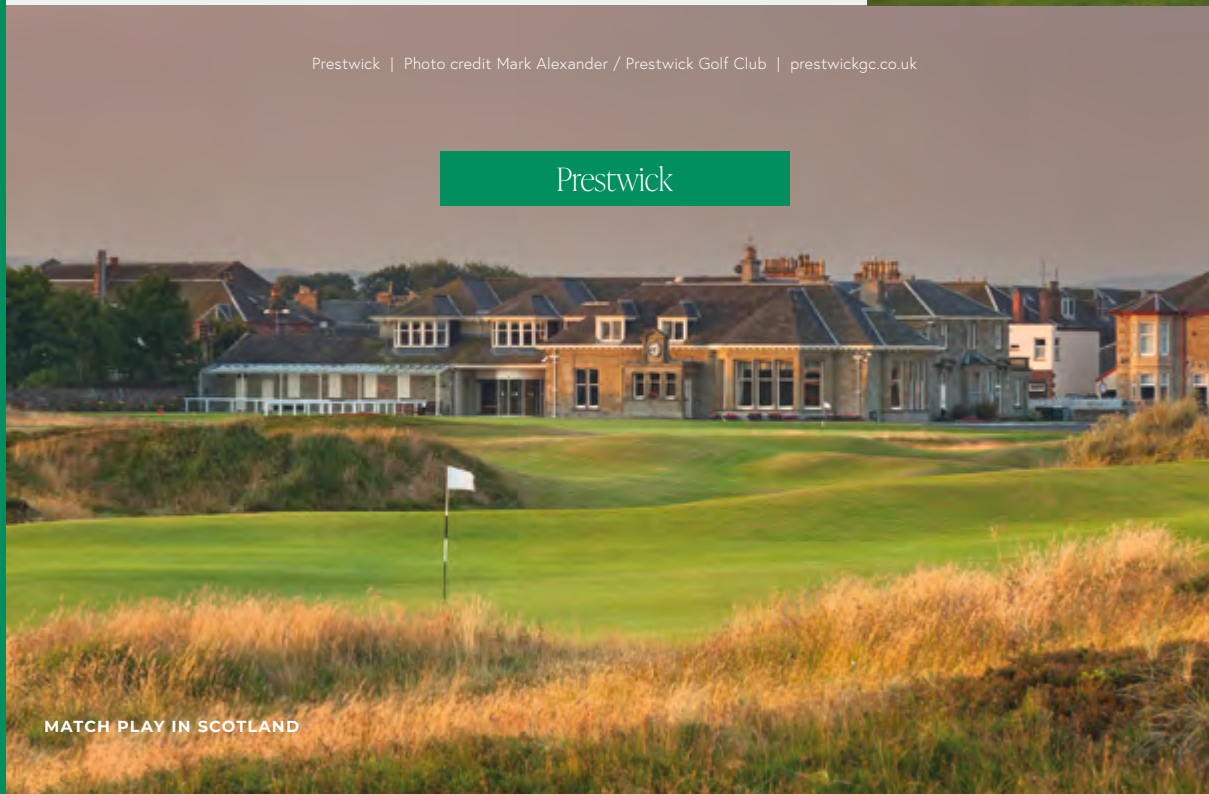 Prestwick | Photo credit Mark Alexander / Prestwick Golf Club | prestwickgc.co.uk
Prestwick
MATCH PLAY IN SCOTLAND